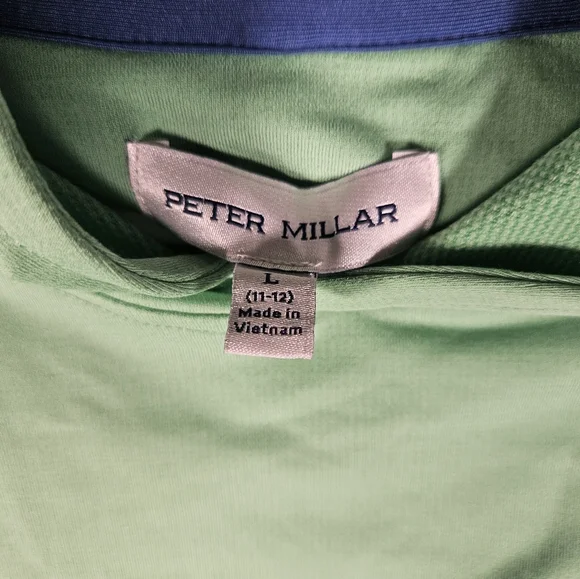 PETER MILLAR
L
(11-12)
Made in
Vietnam